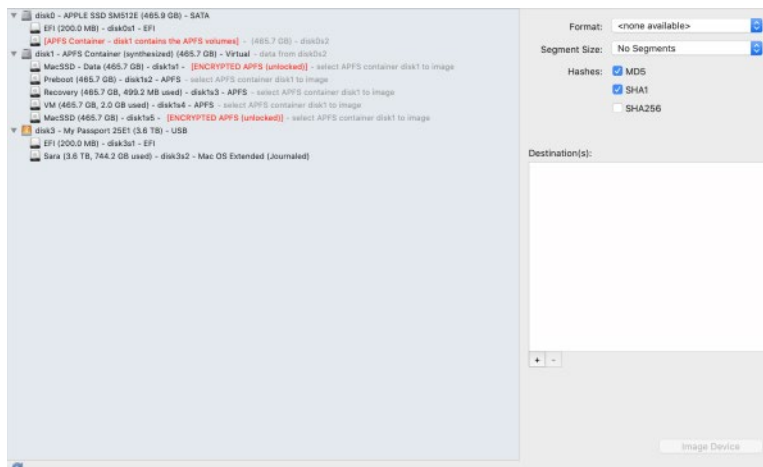 disk0 - APPLE SSD SM512E (465.9 GB) - SATA
EFI (200.0 MB) - disk0s1 - EFI
[APFS Container - disk1 contains the APFS volumes] - (465.7 GB) - disk0s2
disk1 - APFS Container (synthesized) (465.7 GB) - Virtual - data from disk0s2
MacSSD - Data (465.7 GB) - disk1s1 - [ENCRYPTED APFS (unlocked)] - select APFS container disk1 to image
Preboot (465.7 GB) - disk1s2 - APFS - select APFS container disk1 to image
Recovery (465.7 GB, 499.2 MB used) - disk1s3 - APFS - select APFS container disk1 to image
VM (465.7 GB, 2.0 GB used) - disk1s4 - APFS - select APFS container disk1 to image
MacSSD (465.7 GB) - disk1s5 - [ENCRYPTED APFS (unlocked)] - select APFS container disk1 to image
disk3 - My Passport 25E1 (3.6 TB) - USB
EFI (200.0 MB) - disk3s1 - EFI
Sara (3.6 TB, 744.2 GB used) - disk3s2 - Mac OS Extended (Journaled)
Format: <none available>
Segment Size: No Segments
Hashes: MD5
SHA1
SHA256
Destination(s):
+ -
Image Device